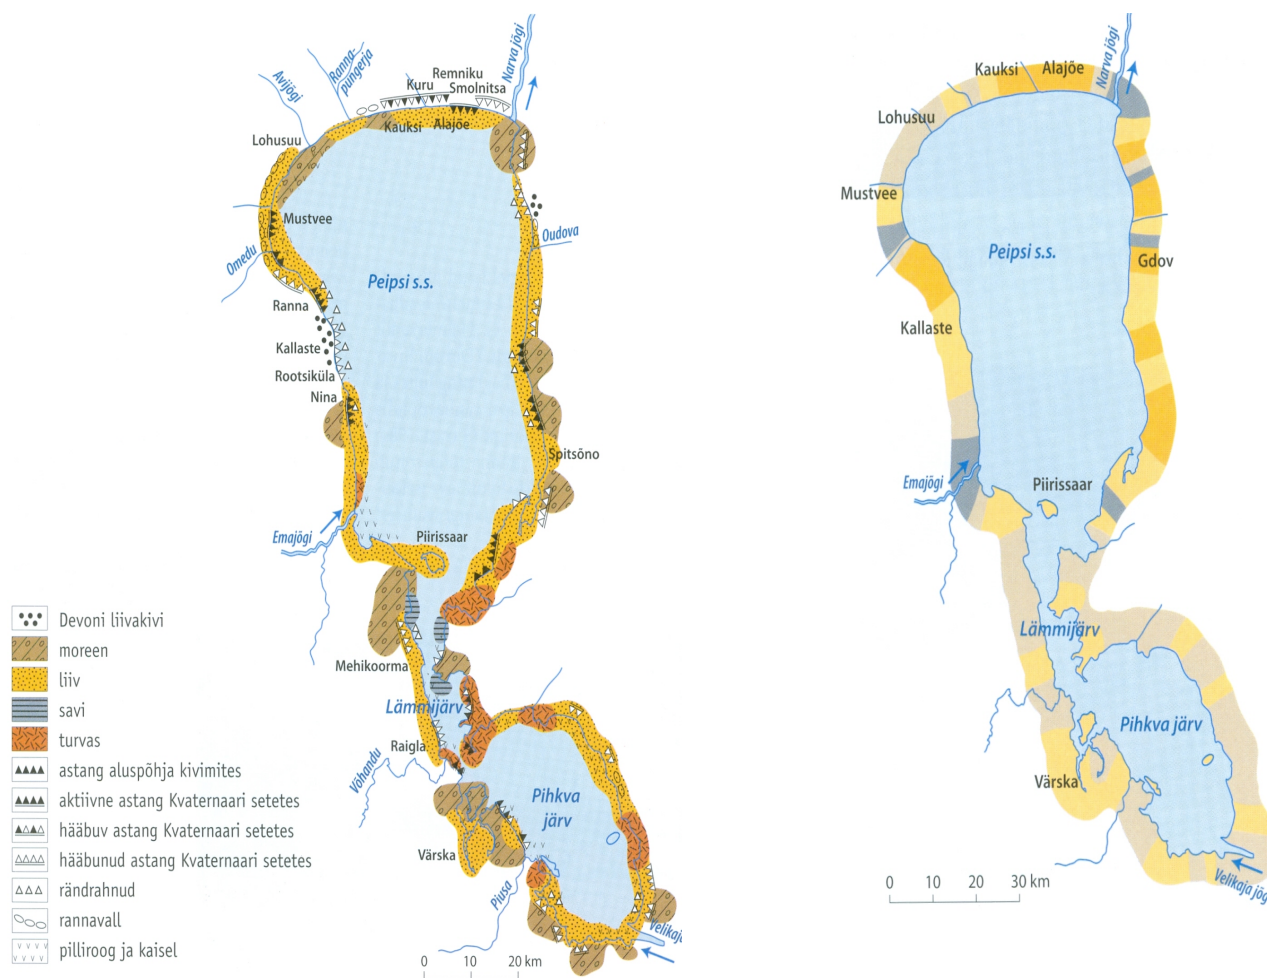 Narva jõgi
Ranna-
pungerja
Avijõgi
Remniku
Kuru
Smolnitsa
Kauksi
Alajõe
Lohusuu
Mustvee
Omedu
Oudova
Peipsi s.s.
Ranna
Kallaste
Rootsiküla
Nina
Spitsõno
Emajõgi
Piirissaar
Mehikoorma
Lämmijärv
Raigla
Võhandu
Pihkva
järv
Värska
Piusa
Velikaja
0 10 20 km
Devoni liivakivi
moreen
liiv
savi
turvas
astang aluspõhja kivimites
aktiivne astang Kvaternaari setetes
hääbuv astang Kvaternaari setetes
hääbunud astang Kvaternaari setetes
rändrahnud
rannavall
pilliroog ja kaisel
Narva jõgi
Kauksi
Alajõe
Lohusuu
Mustvee
Peipsi s.s.
Gdov
Kallaste
Emajõgi
Piirissaar
Lämmijärv
Pihkva järv
Värska
Velikaja jõgi
0 10 20 30 km